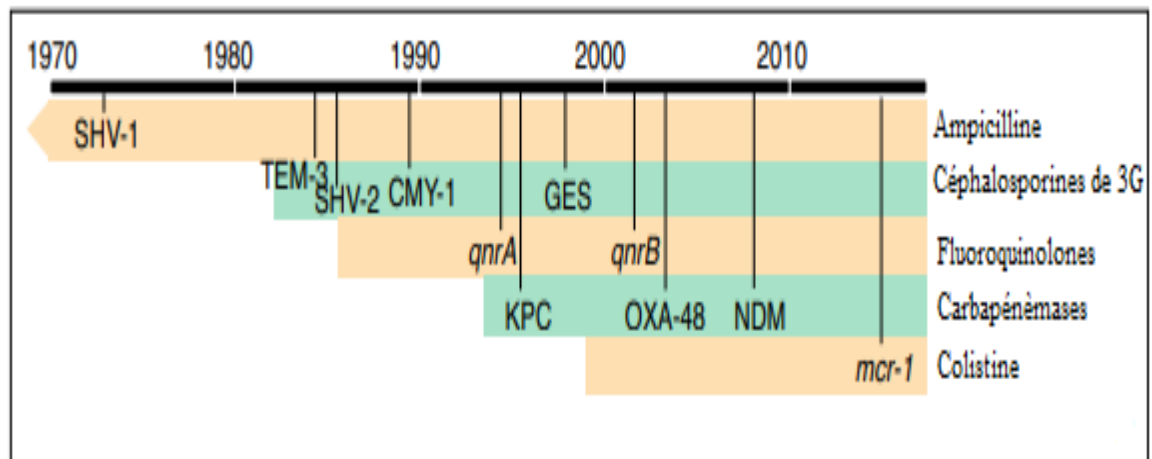 1970 1980 1990 2000 2010
SHV-1 Ampicilline
TEM-3 SHV-2 CMY-1 GES Céphalosporines de 3G
qnrA qnrB Fluoroquinolones
KPC OXA-48 NDM Carbapénèmases
mcr-1 Colistine